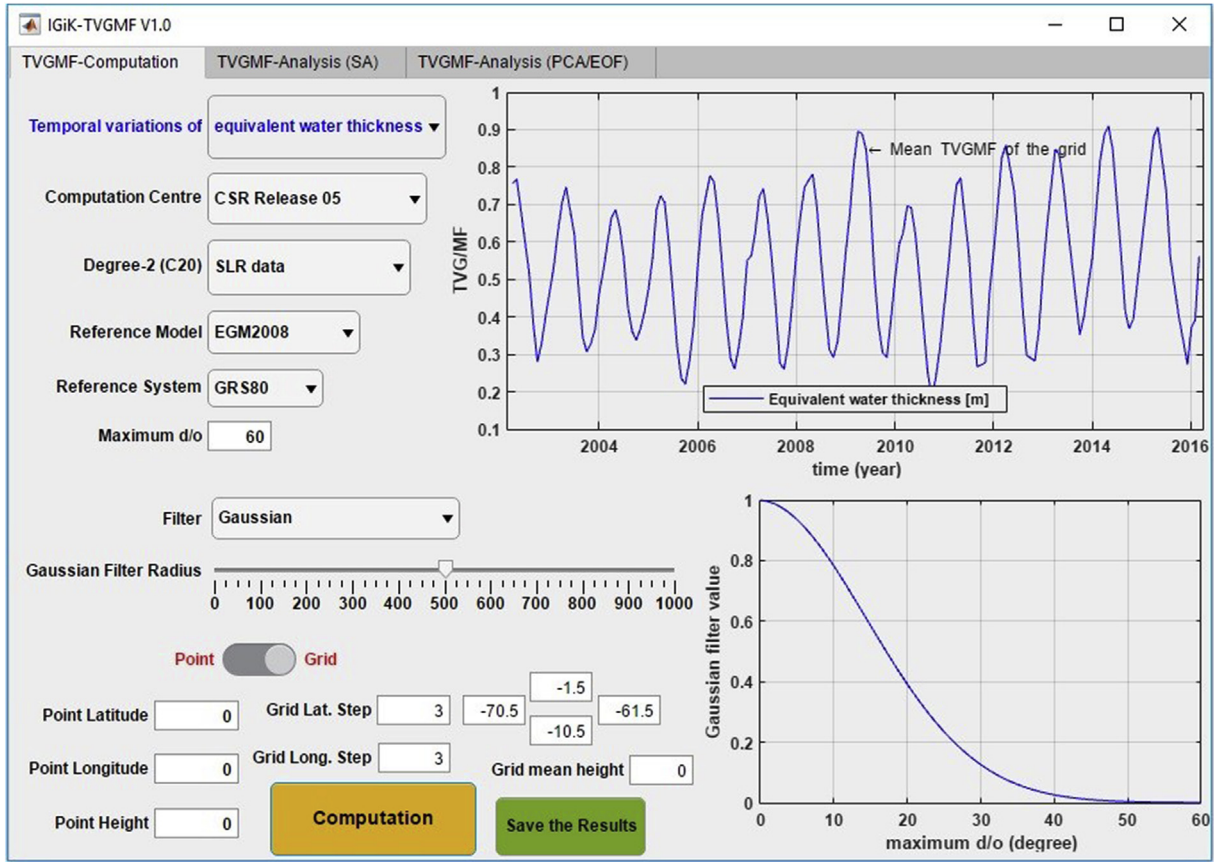 IGiK-TVGMF V1.0
TVGMF-Computation TVGMF-Analysis (SA) TVGMF-Analysis (PCA/EOF)
Temporal variations of equivalent water thickness
Computation Centre CSR Release 05
Degree-2 (C20) SLR data
Reference Model EGM2008
Reference System GRS80
Maximum d/o 60
1
0.9
0.8
0.7
0.6
0.5
0.4
0.3
0.2
0.1
TVG/MF
← Mean TVGMF of the grid
Equivalent water thickness [m]
2004 2006 2008 2010 2012 2014 2016
time (year)
Filter Gaussian
Gaussian Filter Radius
0 100 200 300 400 500 600 700 800 900 1000
Point Grid
Point Latitude 0
Point Longitude 0
Point Height 0
Grid Lat. Step 3
Grid Long. Step 3
-1.5
-70.5 -61.5
-10.5
Grid mean height 0
Computation
Save the Results
1
0.8
0.6
0.4
0.2
0
Gaussian filter value
0 10 20 30 40 50 60
maximum d/o (degree)